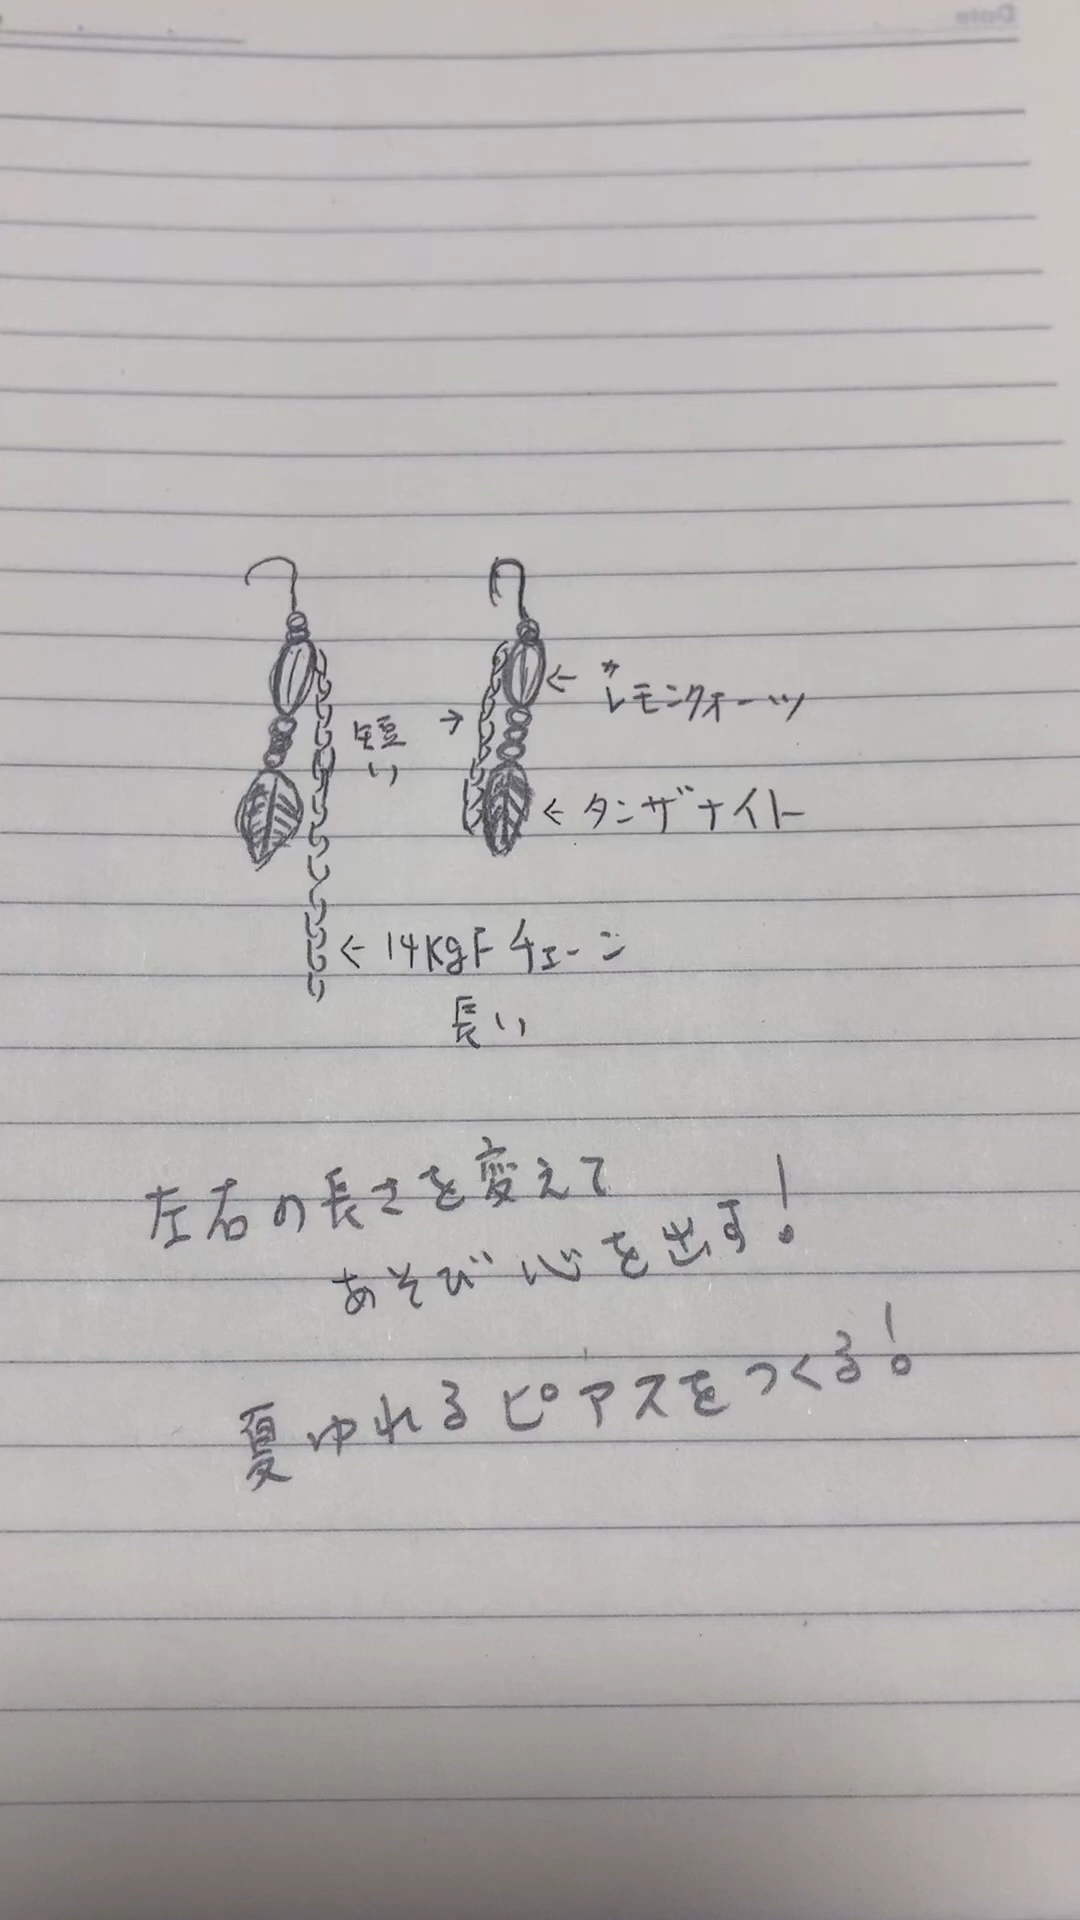 レモンクォーツ
短い
タンザナイト
14KgFチェーン
長い
左右の長さを変えて
あそび心を出す!
夏ゆれるピアスをつくる!